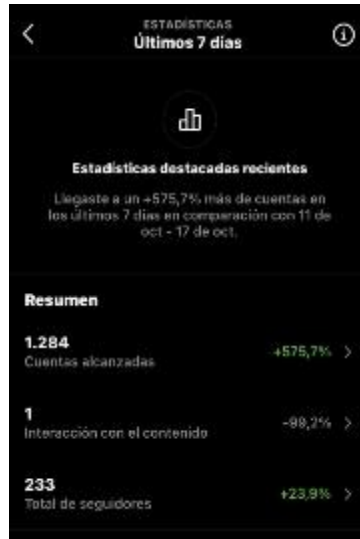 ESTADÍSTICAS
Últimos 7 dias
Estadísticas destacadas recientes
Llegaste a un +575,7% más de cuentas en
los últimos 7 dias en comparación con 11 de
oct - 17 de oct.
Resumen
1.284
Cuentas alcanzadas
+575,7%
1
Interacción con el contenido
-99,2%
233
Total de seguidores
+23,9%